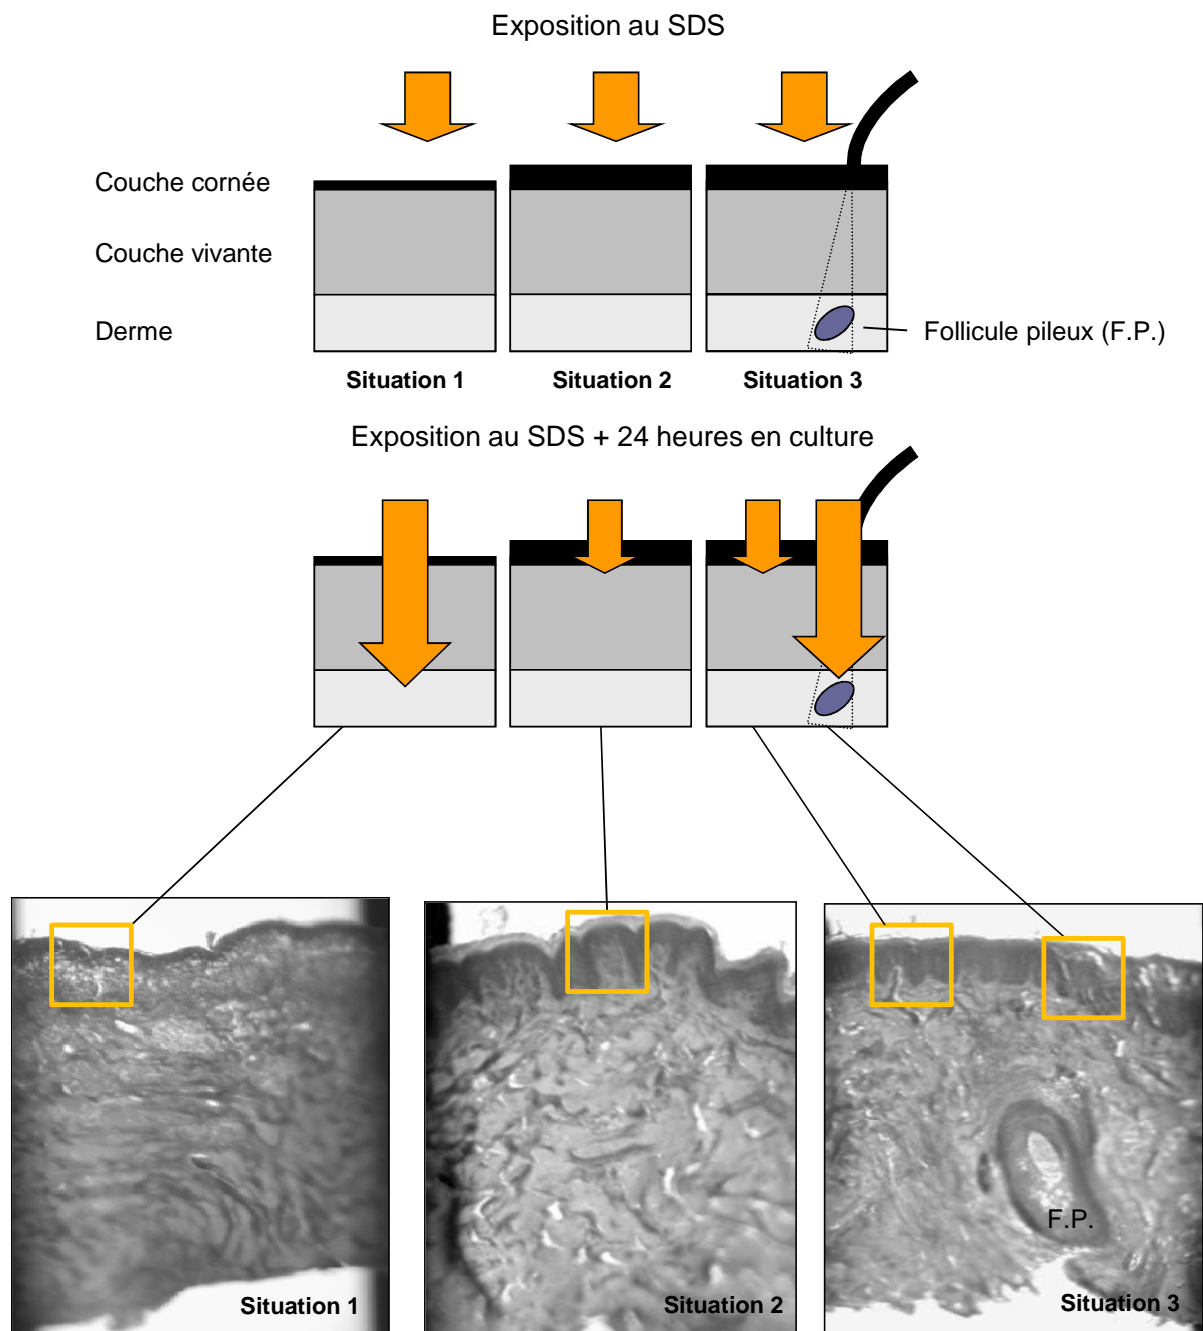 Exposition au SDS
Couche cornée
Couche vivante
Derme
Follicule pileux (F.P.)
Situation 1
Situation 2
Situation 3
Exposition au SDS + 24 heures en culture
F.P.
Situation 1
Situation 2
Situation 3